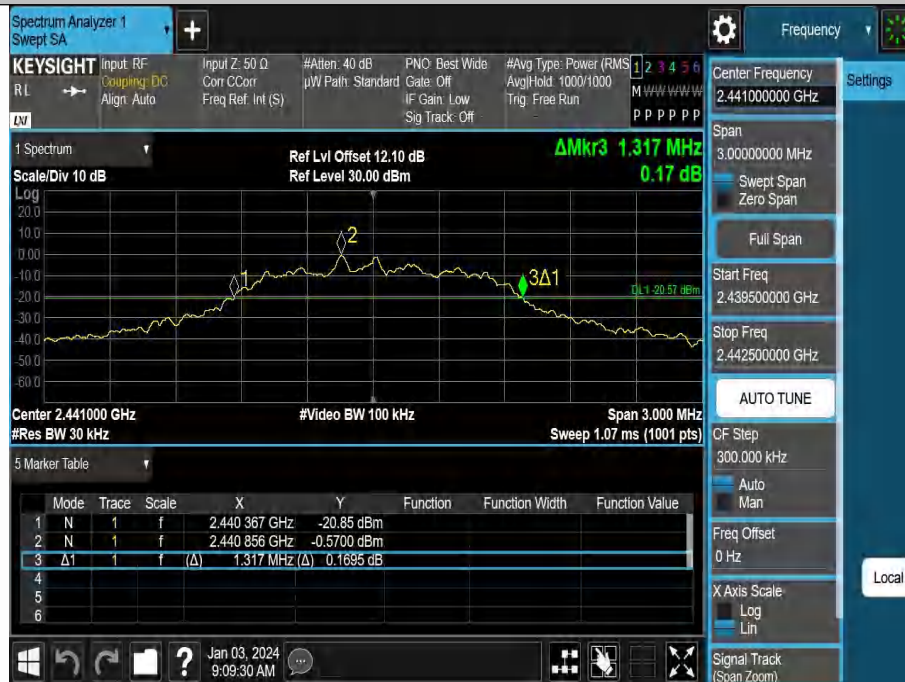 Spectrum Analyzer 1
Swept SA
+
Frequency
KEYSIGHT
RL
LXI
Input: RF
Coupling: DC
Align: Auto
Input Z: 50 Ω
Corr CCorr
Freq Ref: Int (S)
#Atten: 40 dB
µW Path: Standard
PNO: Best Wide
Gate: Off
IF Gain: Low
Sig Track: Off
#Avg Type: Power (RMS
Avg|Hold: 1000/1000
Trig: Free Run
1 2 3 4 5 6
M W W W W W
P P P P P P
1 Spectrum
Scale/Div 10 dB
Ref Lvl Offset 12.10 dB
Ref Level 30.00 dBm
ΔMkr3 1.317 MHz
0.17 dB
Log
20.0
10.0
0.00
-10.0
-20.0
-30.0
-40.0
-50.0
-60.0
1
2
3Δ1
DL1 -20.57 dBm
Center 2.441000 GHz
#Res BW 30 kHz
#Video BW 100 kHz
Span 3.000 MHz
Sweep 1.07 ms (1001 pts)
5 Marker Table
Mode Trace Scale X Y Function Function Width Function Value
1 N 1 f 2.440 367 GHz -20.85 dBm
2 N 1 f 2.440 856 GHz -0.5700 dBm
3 Δ1 1 f (Δ) 1.317 MHz (Δ) 0.1695 dB
4
5
6
?
Jan 03, 2024
9:09:30 AM
Center Frequency
2.441000000 GHz
Settings
Span
3.00000000 MHz
Swept Span
Zero Span
Full Span
Start Freq
2.439500000 GHz
Stop Freq
2.442500000 GHz
AUTO TUNE
CF Step
300.000 kHz
Auto
Man
Freq Offset
0 Hz
Local
X Axis Scale
Log
Lin
Signal Track
(Span Zoom)